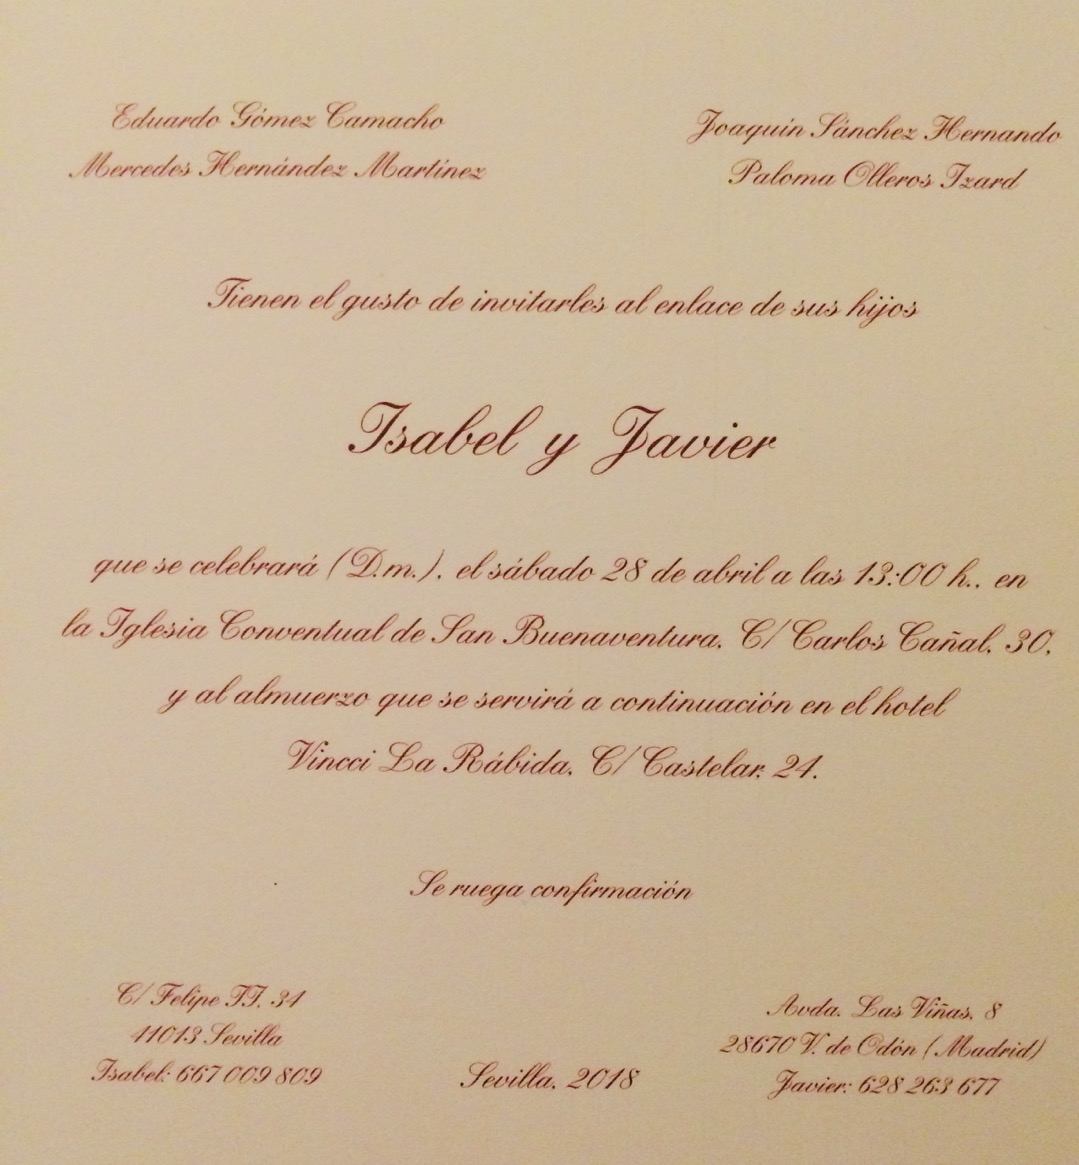 Eduardo Gómez Camacho
Mercedes Hernández Martínez
Joaquín Sánchez Hernando
Paloma Olleros Izard
Tienen el gusto de invitarles al enlace de sus hijos
Isabel y Javier
que se celebrará (D.m.), el sábado 28 de abril a las 13:00 h., en
la Iglesia Conventual de San Buenaventura, C/ Carlos Cañal, 30,
y al almuerzo que se servirá a continuación en el hotel
Vincci La Rábida, C/ Castelar, 24.
Se ruega confirmación
C/ Felipe II, 34
41013 Sevilla
Isabel: 667 009 809
Sevilla, 2018
Avda. Las Viñas, 8
28670 V. de Odón (Madrid)
Javier: 628 263 677